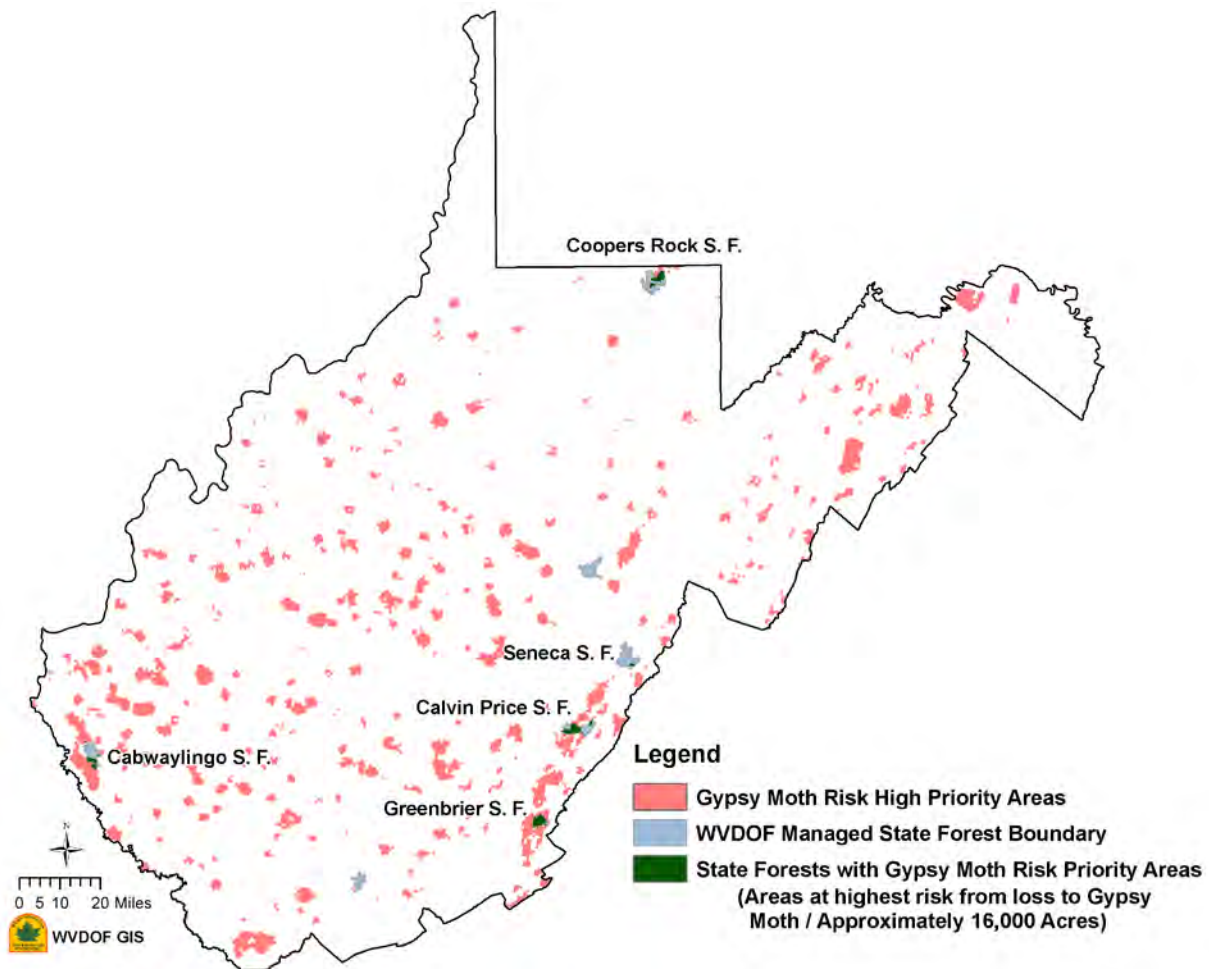 Coopers Rock S. F.
Seneca S. F.
Calvin Price S. F.
Cabwaylingo S. F.
Greenbrier S. F.
Legend
Gypsy Moth Risk High Priority Areas
WVDOF Managed State Forest Boundary
State Forests with Gypsy Moth Risk Priority Areas
(Areas at highest risk from loss to Gypsy
Moth / Approximately 16,000 Acres)
N
0 5 10 20 Miles
WVDOF GIS